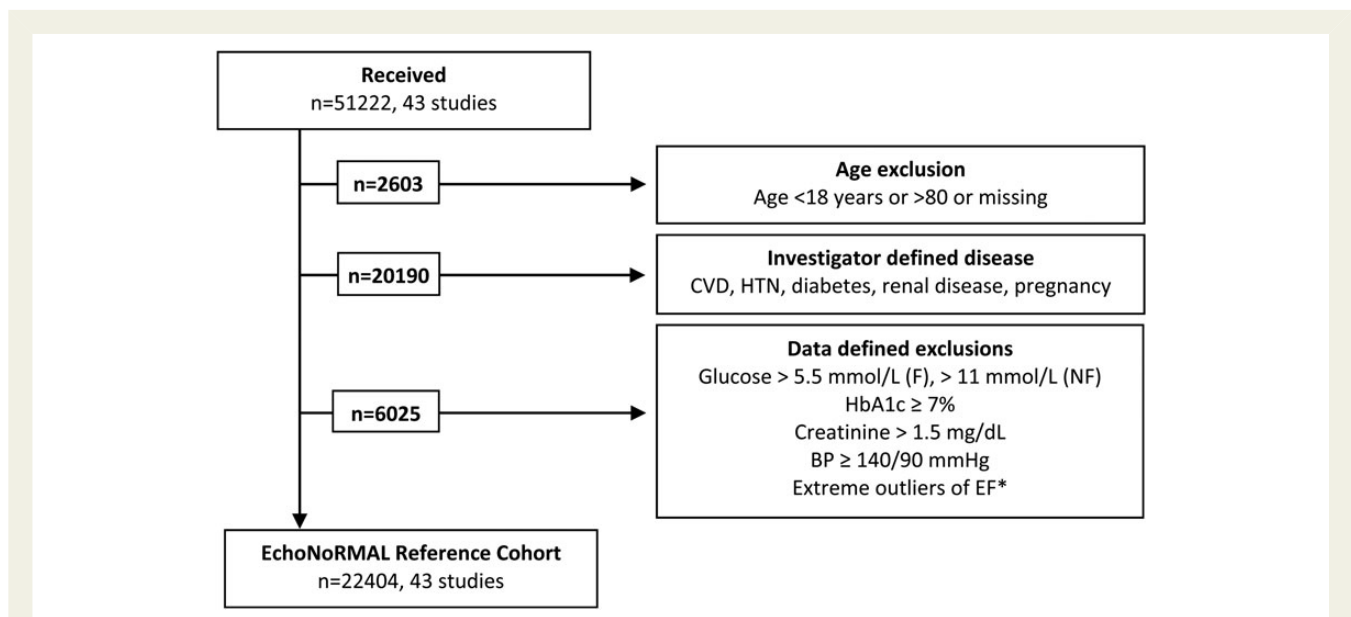 Received
n=51222, 43 studies
n=2603
Age exclusion
Age <18 years or >80 or missing
n=20190
Investigator defined disease
CVD, HTN, diabetes, renal disease, pregnancy
n=6025
Data defined exclusions
Glucose > 5.5 mmol/L (F), > 11 mmol/L (NF)
HbA1c ≥ 7%
Creatinine > 1.5 mg/dL
BP ≥ 140/90 mmHg
Extreme outliers of EF*
EchoNoRMAL Reference Cohort
n=22404, 43 studies